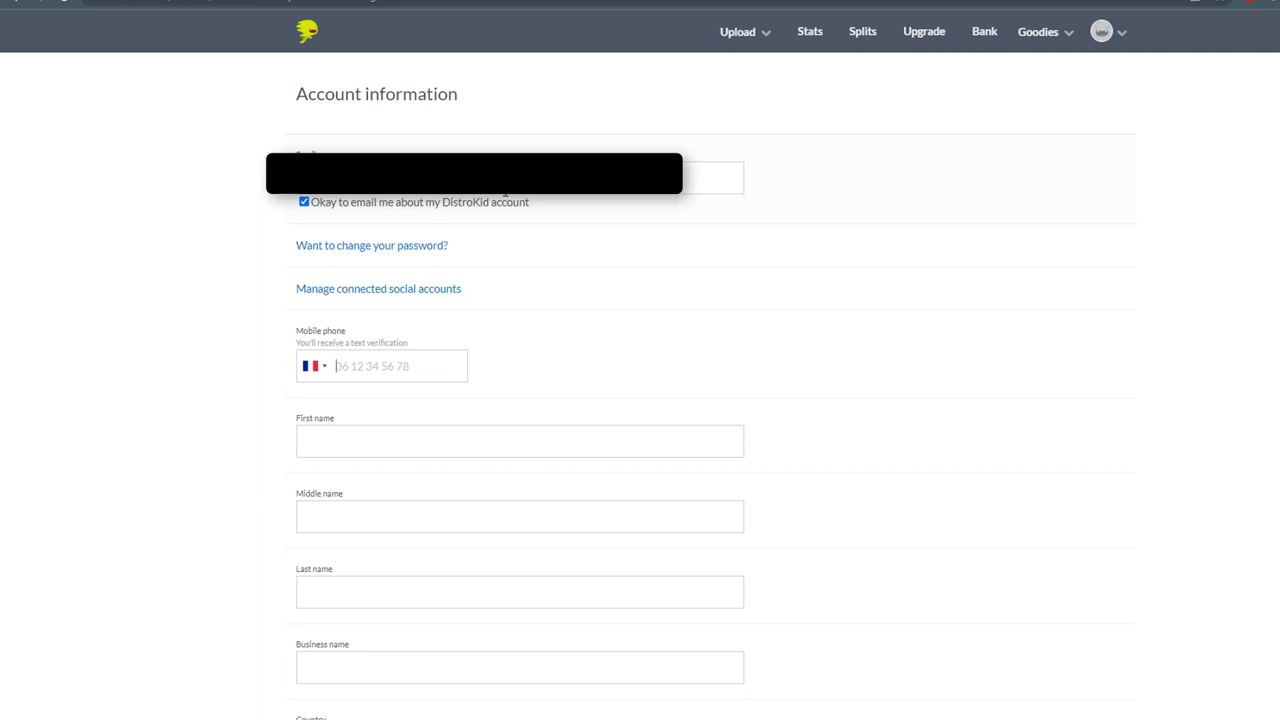 Upload
Stats
Splits
Upgrade
Bank
Goodies
Account information
Okay to email me about my DistroKid account
Want to change your password?
Manage connected social accounts
Mobile phone
You'll receive a text verification
06 12 34 56 78
First name
Middle name
Last name
Business name
Country